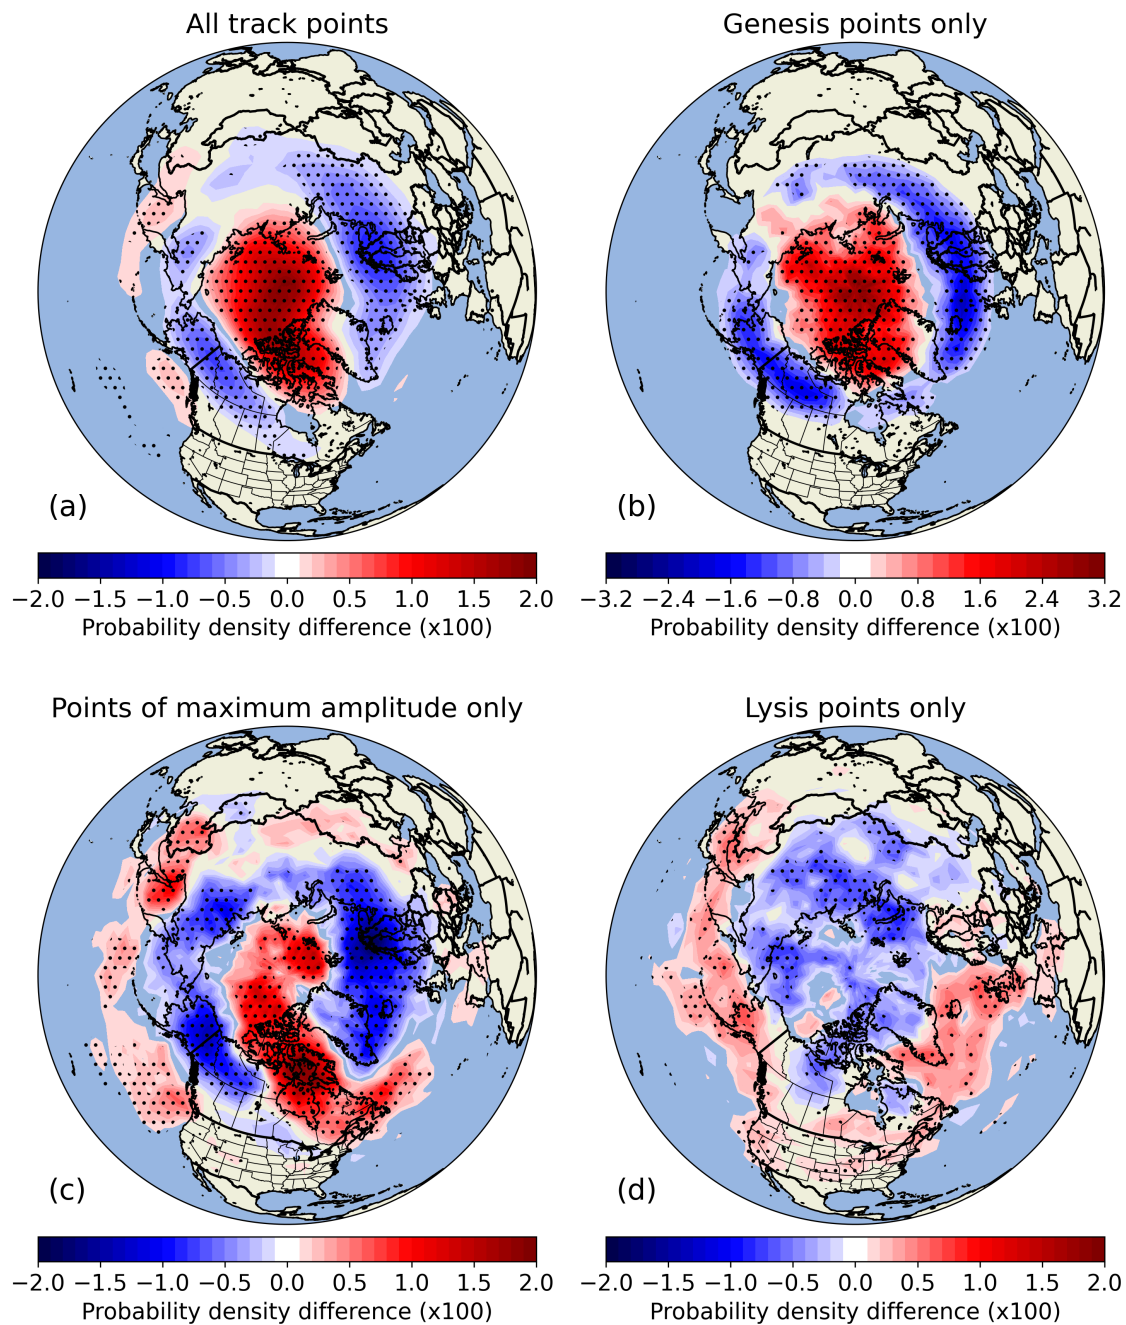 All track points
Genesis points only
(a)
(b)
−2.0 −1.5 −1.0 −0.5 0.0 0.5 1.0 1.5 2.0
Probability density difference (x100)
−3.2 −2.4 −1.6 −0.8 0.0 0.8 1.6 2.4 3.2
Probability density difference (x100)
Points of maximum amplitude only
Lysis points only
(c)
(d)
−2.0 −1.5 −1.0 −0.5 0.0 0.5 1.0 1.5 2.0
Probability density difference (x100)
−2.0 −1.5 −1.0 −0.5 0.0 0.5 1.0 1.5 2.0
Probability density difference (x100)